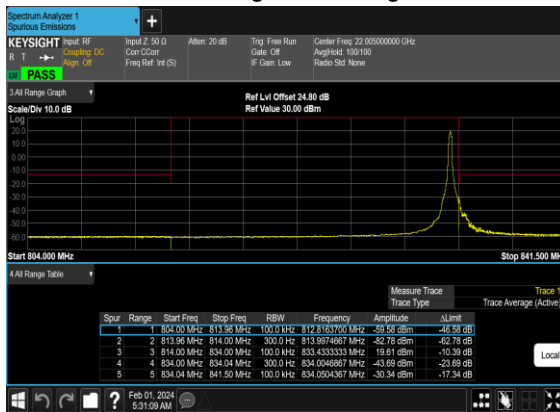 Spectrum Analyzer 1
Spurious Emissions
+
KEYSIGHT Input: RF Input Z: 50 Ω Atten: 20 dB Trig: Free Run Center Freq: 22.005000000 GHz
R T Coupling: DC Corr CCorr Gate: Off Avg|Hold: 100/100
Align: Off Freq Ref: Int (S) IF Gain: Low Radio Std: None
PASS
3 All Range Graph
Ref Lvl Offset 24.80 dB
Scale/Div 10.0 dB Ref Value 30.00 dBm
Log
20.0
10.0
0.00
-10.0
-20.0
-30.0
-40.0
-50.0
-60.0
Start 804.000 MHz Stop 841.500 MH
4 All Range Table
Measure Trace Trace 1
Trace Type Trace Average (Active)
Spur Range Start Freq Stop Freq RBW Frequency Amplitude ΔLimit
1 1 804.00 MHz 813.96 MHz 100.0 kHz 812.8163700 MHz -59.58 dBm -46.58 dB
2 2 813.96 MHz 814.00 MHz 300.0 Hz 813.9974667 MHz -82.78 dBm -62.78 dB
3 3 814.00 MHz 834.00 MHz 100.0 kHz 833.4333333 MHz 19.61 dBm -10.39 dB
4 4 834.00 MHz 834.04 MHz 300.0 Hz 834.0046867 MHz -43.69 dBm -23.69 dB
5 5 834.04 MHz 841.50 MHz 100.0 kHz 834.0504367 MHz -30.34 dBm -17.34 dB
Local
? Feb 01, 2024
5:31:09 AM